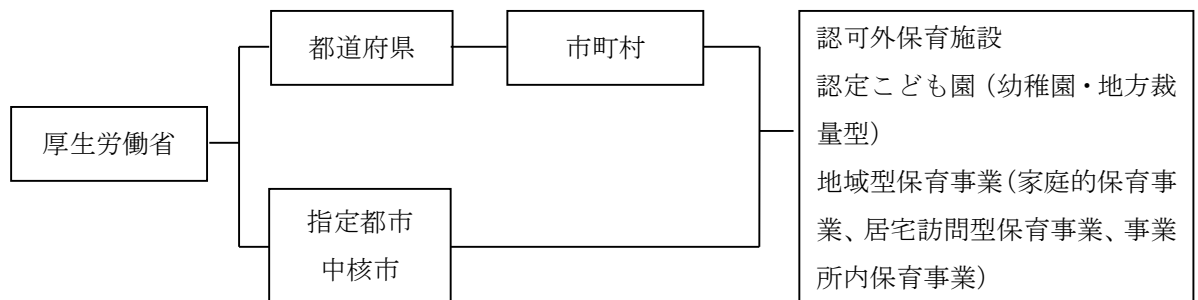 厚生労働省
都道府県
市町村
指定都市
中核市
認可外保育施設
認定こども園（幼稚園・地方裁
量型）
地域型保育事業（家庭的保育事
業、居宅訪問型保育事業、事業
所内保育事業）